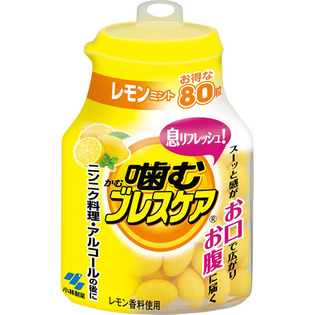 レモンミント
お得な
80粒
息リフレッシュ!
噛む
かむ
ブレスケア®
スーッと感が
お口で広がり
お腹に届く
ニンニク料理・アルコールの後に
小林製薬
レモン香料使用